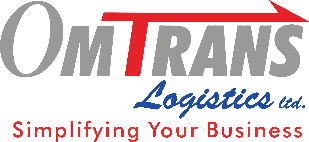 OMTRANS
Logistics ltd.
Simplifying Your Business